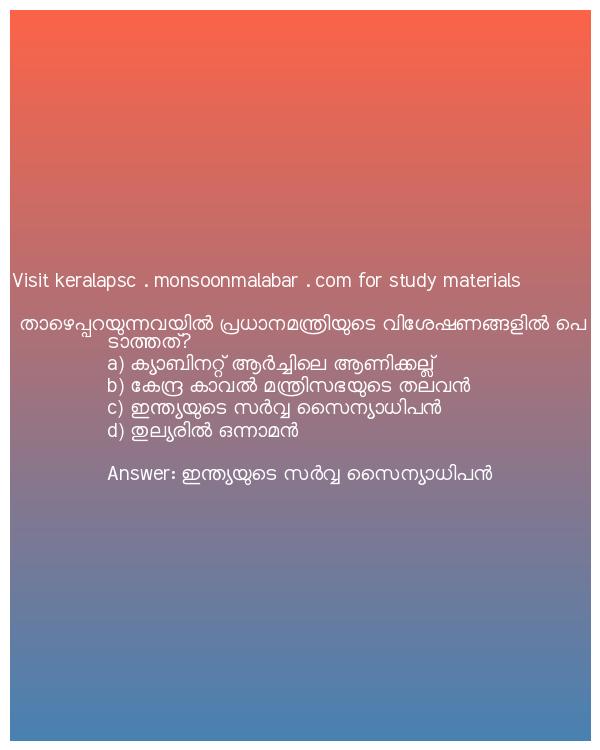 Visit keralapsc . monsoonmalabar . com for study materials
താഴെപ്പറയുന്നവയിൽ പ്രധാനമന്ത്രിയുടെ വിശേഷണങ്ങളിൽ പെ
ടാത്തത്?
a) ക്യാബിനറ്റ് ആർച്ചിലെ ആണിക്കല്ല്
b) കേന്ദ്ര കാവൽ മന്ത്രിസഭയുടെ തലവൻ
c) ഇന്ത്യയുടെ സർവ്വ സൈന്യാധിപൻ
d) തുല്യരിൽ ഒന്നാമൻ
Answer: ഇന്ത്യയുടെ സർവ്വ സൈന്യാധിപൻ